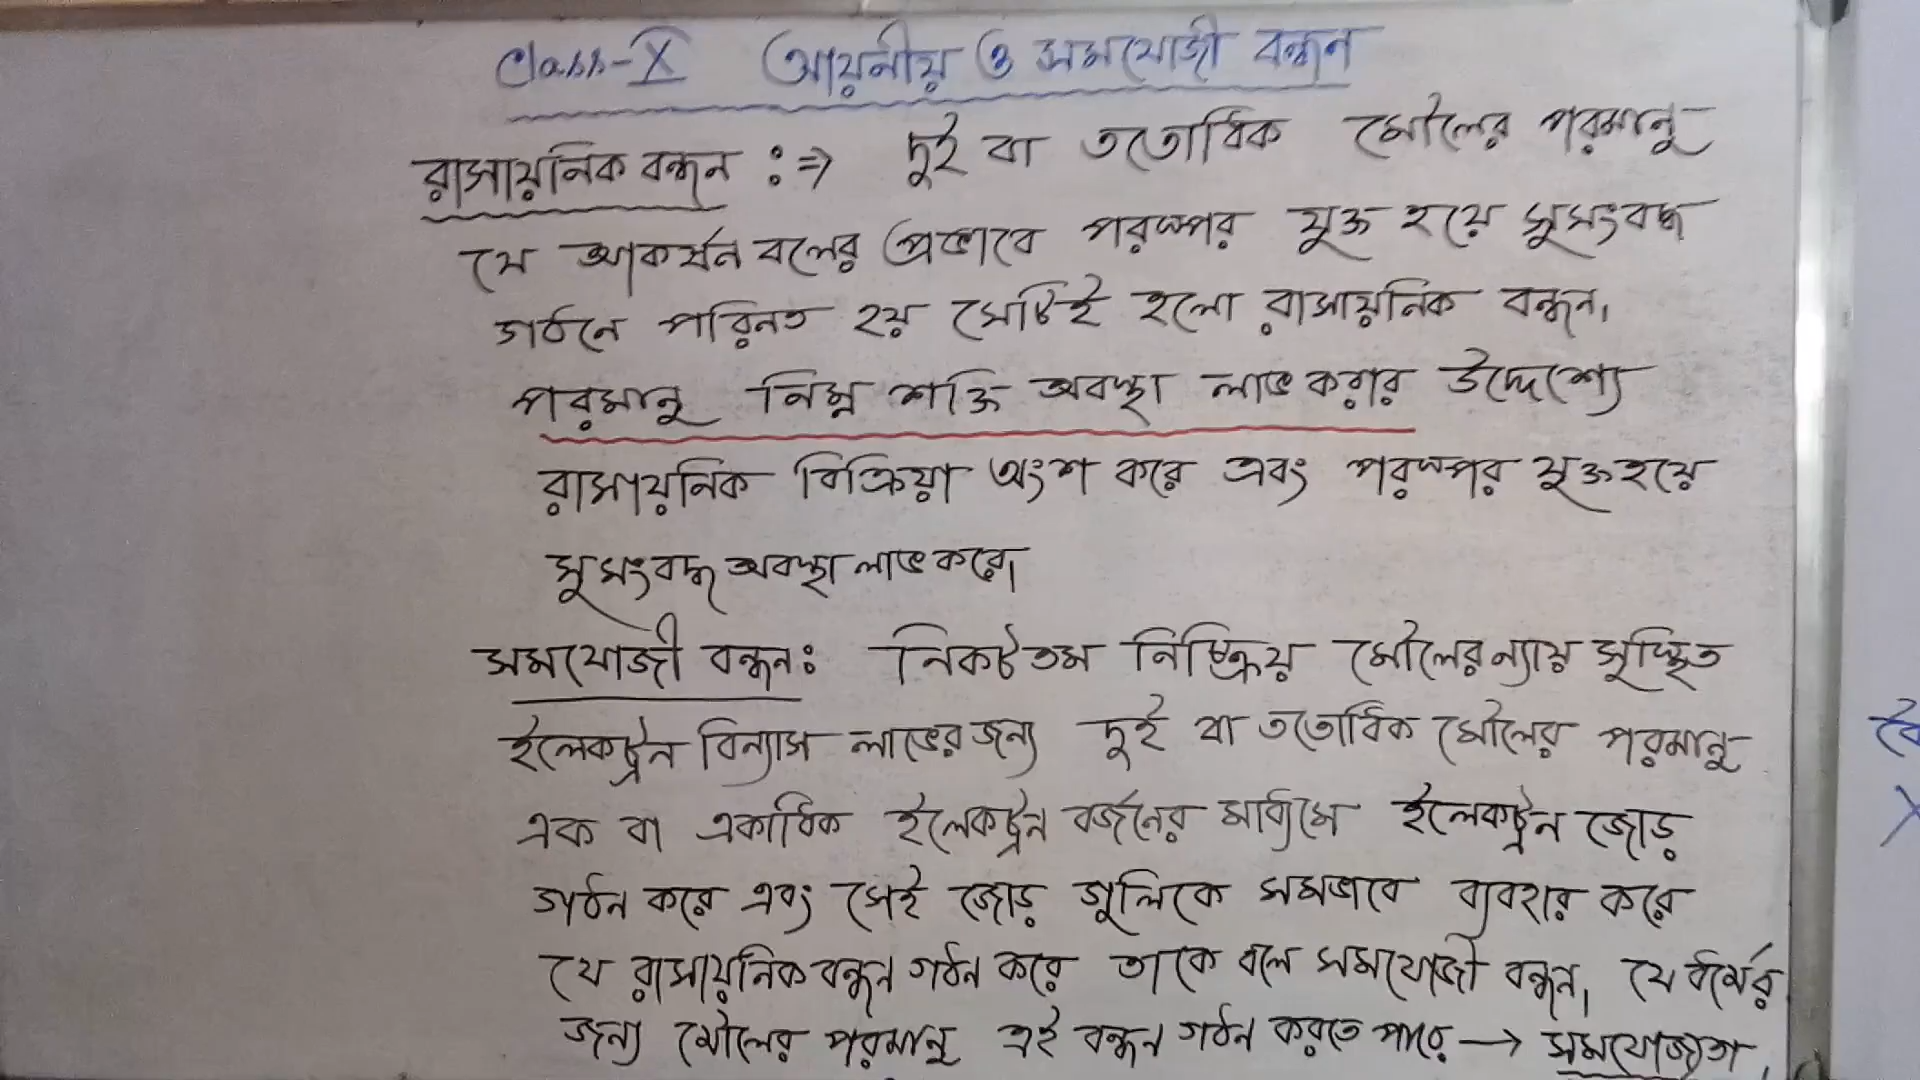 Class-X আয়নীয় ও সমযোজী বন্ধন
রাসায়নিক বন্ধন :⇒ দুই বা ততোধিক মৌলের পরমানু
যে আকর্ষন বলের প্রভাবে পরস্পর যুক্ত হয়ে সুসংবদ্ধ
গঠনে পরিনত হয় সেটিই হলো রাসায়নিক বন্ধন।
পরমানু নিম্ন শক্তি অবস্থা লাভ করার উদ্দেশ্যে
রাসায়নিক বিক্রিয়া অংশ করে এবং পরস্পর যুক্ত হয়ে
সুসংবদ্ধ অবস্থা লাভ করে।
সমযোজী বন্ধনঃ নিকটতম নিষ্ক্রিয় মৌলের ন্যায় সুস্থিত
ইলেকট্রন বিন্যাস লাভের জন্য দুই বা ততোধিক মৌলের পরমানু
এক বা একাধিক ইলেকট্রন বর্জনের মাধ্যমে ইলেকট্রন জোড়
গঠন করে এবং সেই জোড় গুলিকে সমভাবে ব্যবহার করে
যে রাসায়নিক বন্ধন গঠন করে তাকে বলে সমযোজী বন্ধন। যে ধর্মের
জন্য মৌলের পরমানু এই বন্ধন গঠন করতে পারে → সমযোজ্যতা।